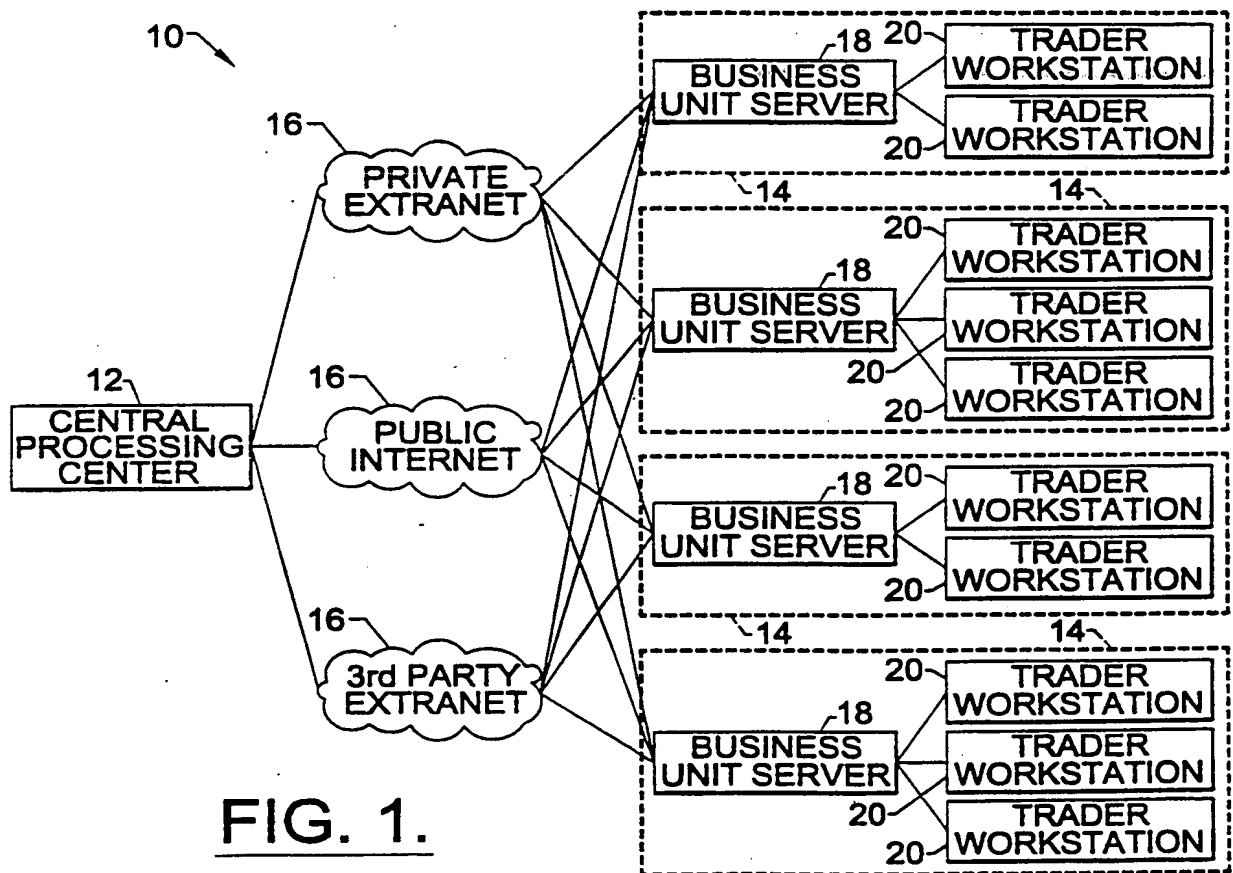 10
16
PRIVATE
EXTRANET
12
CENTRAL
PROCESSING
CENTER
16
PUBLIC
INTERNET
16
3rd PARTY
EXTRANET
18
BUSINESS
UNIT SERVER
20
TRADER
WORKSTATION
TRADER
WORKSTATION
20
14
14
18
BUSINESS
UNIT SERVER
20
TRADER
WORKSTATION
TRADER
WORKSTATION
20
TRADER
WORKSTATION
20
18
BUSINESS
UNIT SERVER
20
TRADER
WORKSTATION
TRADER
WORKSTATION
20
14
14
18
BUSINESS
UNIT SERVER
20
TRADER
WORKSTATION
TRADER
WORKSTATION
20
TRADER
WORKSTATION
20
FIG. 1.